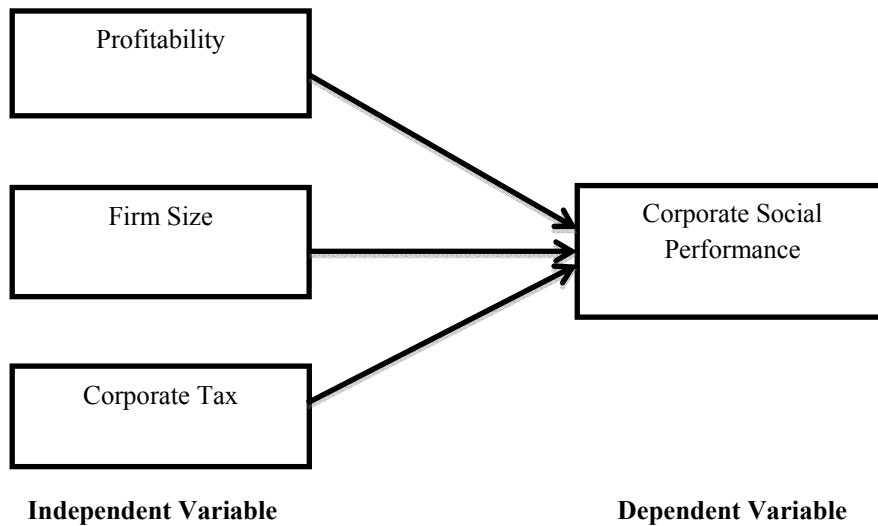 Profitability
Firm Size
Corporate Social
Performance
Corporate Tax
Independent Variable
Dependent Variable